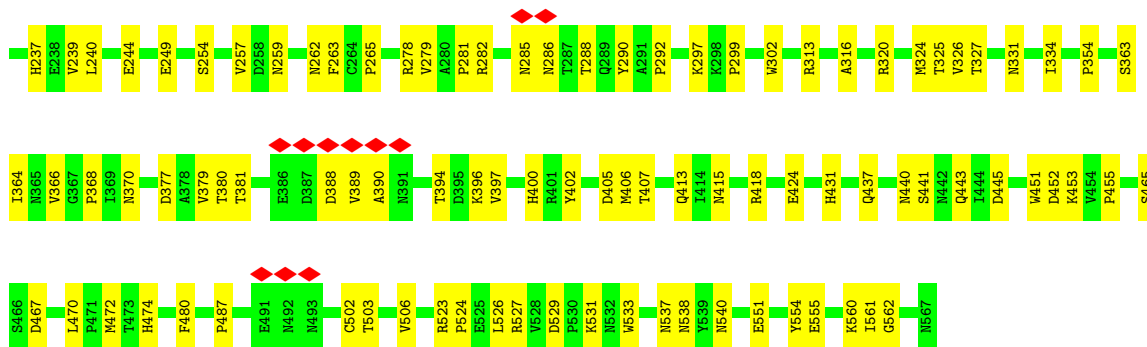 H237 E238 V239 L240 E244 E249 S254 V257 D258 N259 N262 F263 C264 P265 R278 V279 A280 P281 R282 N285 N286 T287 T288 Q289 Y290 A291 P292 K297 K298 P299 W302 R313 A316 R320 M324 T325 V326 T327 N331 I334 P354 S363
I364 N365 V366 G367 P368 I369 N370 D377 A378 V379 T380 T381 E386 D387 D388 V389 A390 N391 T394 D395 K396 V397 H400 R401 Y402 D405 M406 T407 Q413 I414 N415 R418 E424 H431 Q437 N440 S441 N442 Q443 I444 D445 W451 D452 K453 V454 P455 S465
S466 D467 L470 P471 M472 T473 H474 F480 P487 E491 N492 N493 C502 T503 V506 R523 P524 E525 L526 R527 V528 D529 P530 K531 N532 W533 N537 N538 Y539 N540 E551 Y554 E555 K560 I561 G562 N567